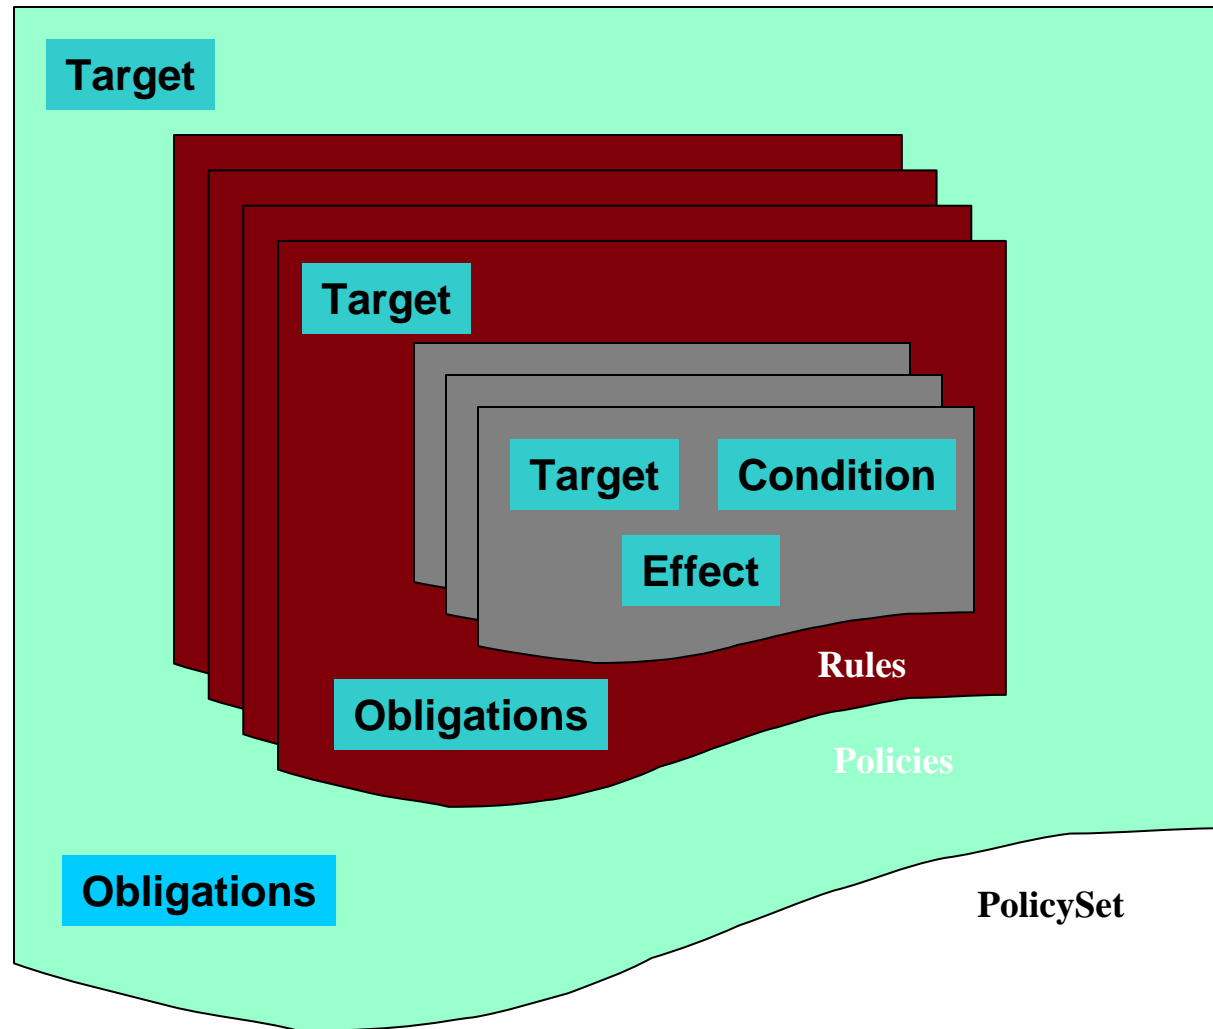 Target
Target
Target Condition
Effect
Rules
Obligations
Policies
Obligations
PolicySet